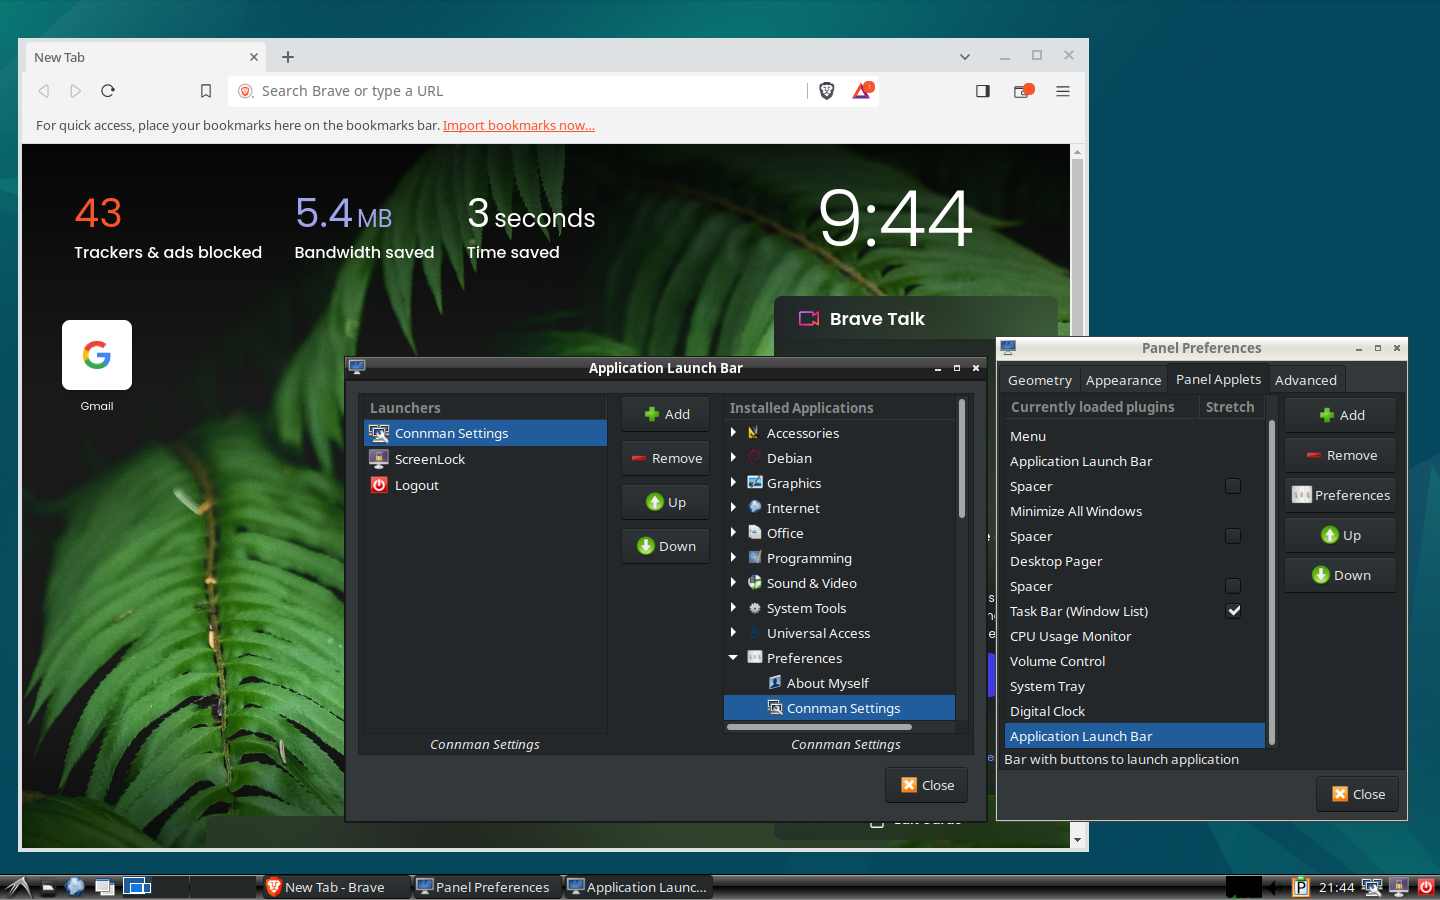 New Tab
Search Brave or type a URL
For quick access, place your bookmarks here on the bookmarks bar. Import bookmarks now...
43
5.4 MB
3 seconds
9:44
Trackers & ads blocked
Bandwidth saved
Time saved
Gmail
Brave Talk
Application Launch Bar
Launchers
Connman Settings
ScreenLock
Logout
Connman Settings
Add
Remove
Up
Down
Installed Applications
Accessories
Debian
Graphics
Internet
Office
Programming
Sound & Video
System Tools
Universal Access
Preferences
About Myself
Connman Settings
Connman Settings
Close
Panel Preferences
Geometry
Appearance
Panel Applets
Advanced
Currently loaded plugins
Stretch
Menu
Application Launch Bar
Spacer
Minimize All Windows
Spacer
Desktop Pager
Spacer
Task Bar (Window List)
CPU Usage Monitor
Volume Control
System Tray
Digital Clock
Application Launch Bar
Bar with buttons to launch application
Add
Remove
Preferences
Up
Down
Close
New Tab - Brave
Panel Preferences
Application Launc...
P
21:44